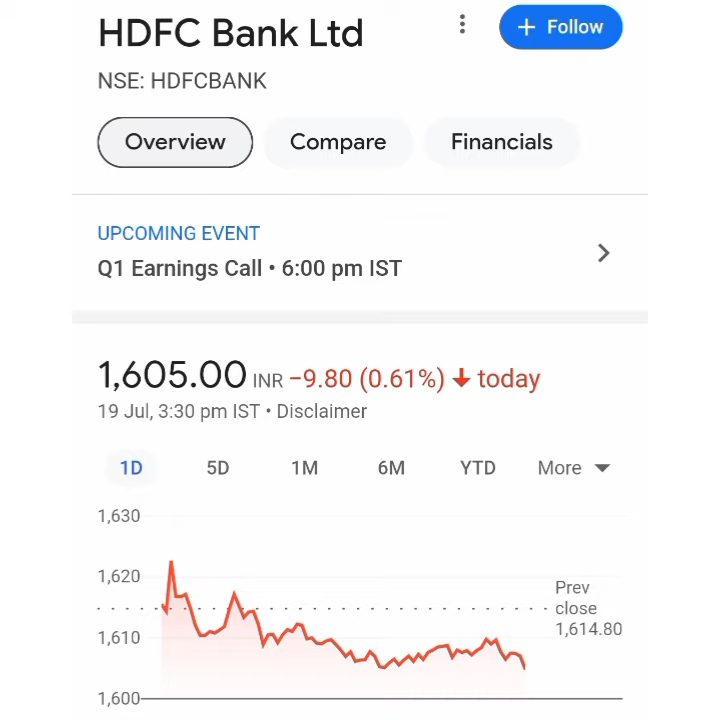 HDFC Bank Ltd
+ Follow
NSE: HDFCBANK
Overview
Compare
Financials
UPCOMING EVENT
Q1 Earnings Call • 6:00 pm IST
1,605.00 INR −9.80 (0.61%) ↓ today
19 Jul, 3:30 pm IST • Disclaimer
1D 5D 1M 6M YTD More
1,630
1,620
Prev
close
1,614.80
1,610
1,600